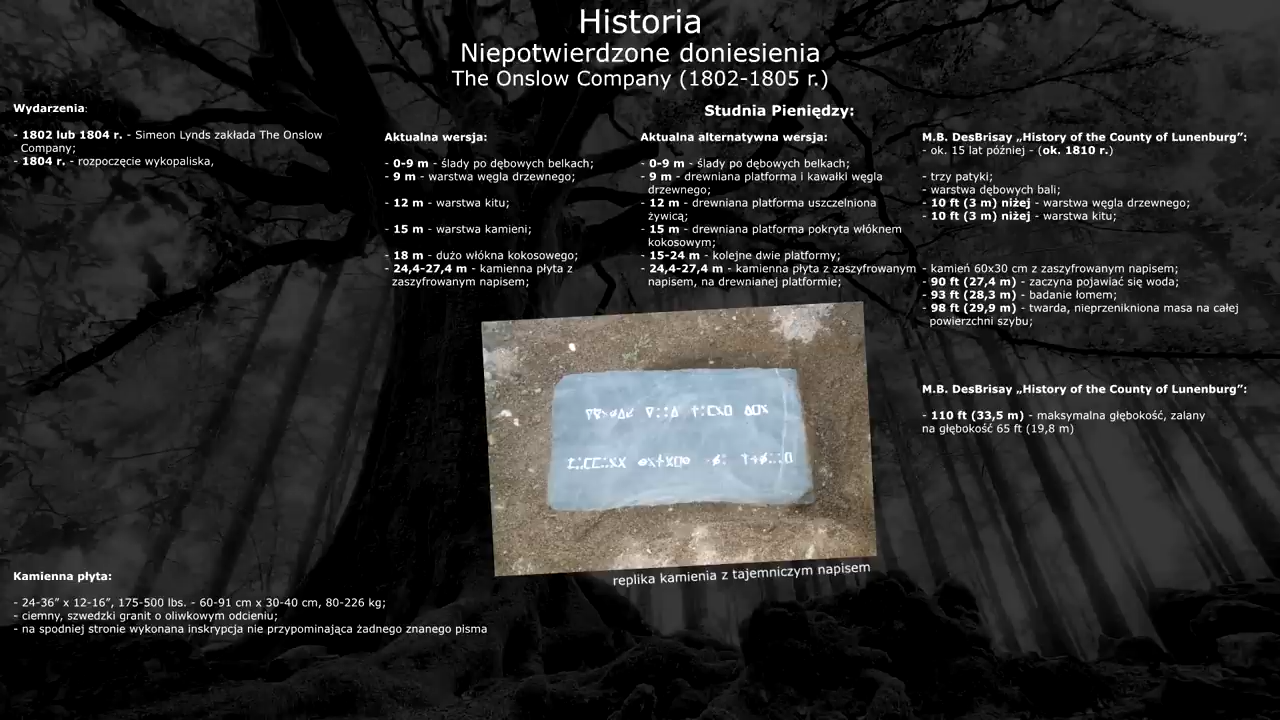 Historia
Niepotwierdzone doniesienia
The Onslow Company (1802-1805 r.)
Wydarzenia:
- 1802 lub 1804 r. - Simeon Lynds zakłada The Onslow
Company;
- 1804 r. - rozpoczęcie wykopaliska,
Studnia Pieniędzy:
Aktualna wersja:
- 0-9 m - ślady po dębowych belkach;
- 9 m - warstwa węgla drzewnego;
- 12 m - warstwa kitu;
- 15 m - warstwa kamieni;
- 18 m - dużo włókna kokosowego;
- 24,4-27,4 m - kamienna płyta z
zaszyfrowanym napisem;
Aktualna alternatywna wersja:
- 0-9 m - ślady po dębowych belkach;
- 9 m - drewniana platforma i kawałki węgla
drzewnego;
- 12 m - drewniana platforma uszczelniona
żywicą;
- 15 m - drewniana platforma pokryta włóknem
kokosowym;
- 15-24 m - kolejne dwie platformy;
- 24,4-27,4 m - kamienna płyta z zaszyfrowanym
napisem, na drewnianej platformie;
M.B. DesBrisay „History of the County of Lunenburg”:
- ok. 15 lat później - (ok. 1810 r.)
- trzy patyki;
- warstwa dębowych bali;
- 10 ft (3 m) niżej - warstwa węgla drzewnego;
- 10 ft (3 m) niżej - warstwa kitu;
- kamień 60x30 cm z zaszyfrowanym napisem;
- 90 ft (27,4 m) - zaczyna pojawiać się woda;
- 93 ft (28,3 m) - badanie łomem;
- 98 ft (29,9 m) - twarda, nieprzenikniona masa na całej
powierzchni szybu;
M.B. DesBrisay „History of the County of Lunenburg”:
- 110 ft (33,5 m) - maksymalna głębokość, zalany
na głębokość 65 ft (19,8 m)
replika kamienia z tajemniczym napisem
Kamienna płyta:
- 24-36” x 12-16”, 175-500 lbs. - 60-91 cm x 30-40 cm, 80-226 kg;
- ciemny, szwedzki granit o oliwkowym odcieniu;
- na spodniej stronie wykonana inskrypcja nie przypominająca żadnego znanego pisma